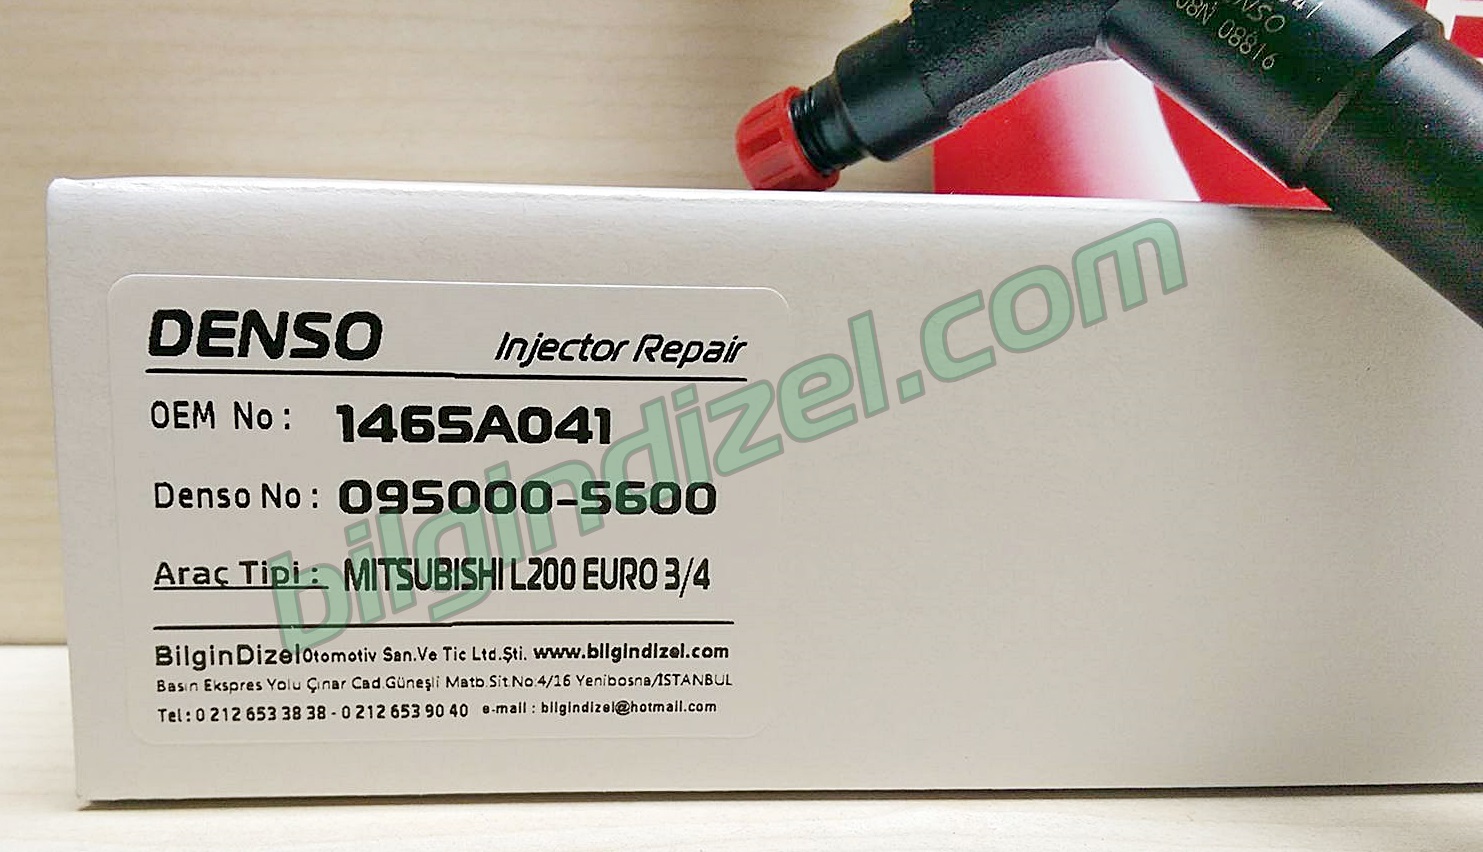 DENSO
08N 08816
DENSO Injector Repair
OEM No : 1465A041
Denso No : 095000-5600
Araç Tipi : MITSUBISHI L200 EURO 3/4
BilginDizel Otomotiv San.Ve Tic Ltd.Şti. www.bilgindizel.com
Basın Ekspres Yolu Çınar Cad.Güneşli Matb.Sit.No:4/16 Yenibosna/İSTANBUL
Tel : 0 212 653 38 38 - 0 212 653 90 40 e-mail : bilgindizel@hotmail.com
bilgindizel.com